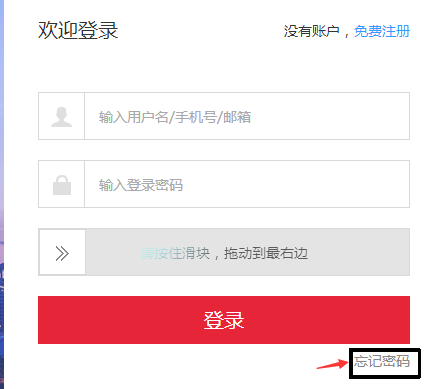 欢迎登录
没有账户，免费注册
输入用户名/手机号/邮箱
输入登录密码
请按住滑块，拖动到最右边
登录
忘记密码